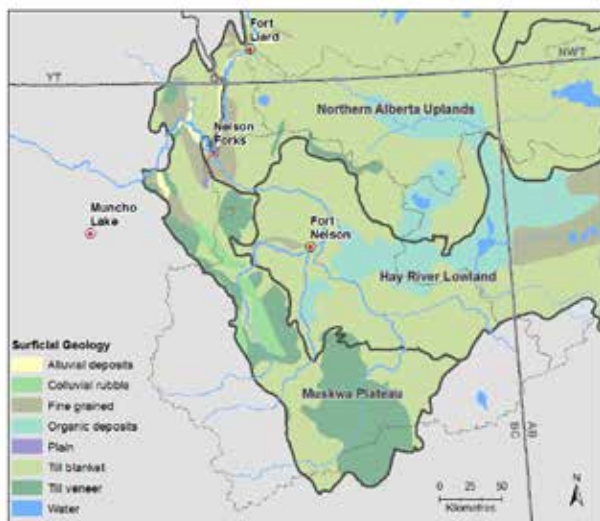 Fort
Liard
YT
NWT
Northern Alberta Uplands
Nelson
Forks
Muncho
Lake
Fort
Nelson
Hay River Lowland
Surficial Geology
Alluvial deposits
Colluvial rubble
Fine grained
Organic deposits
Plain
Till blanket
Till veneer
Water
Muskwa Plateau
BC
AB
0 25 50
Kilometres
N